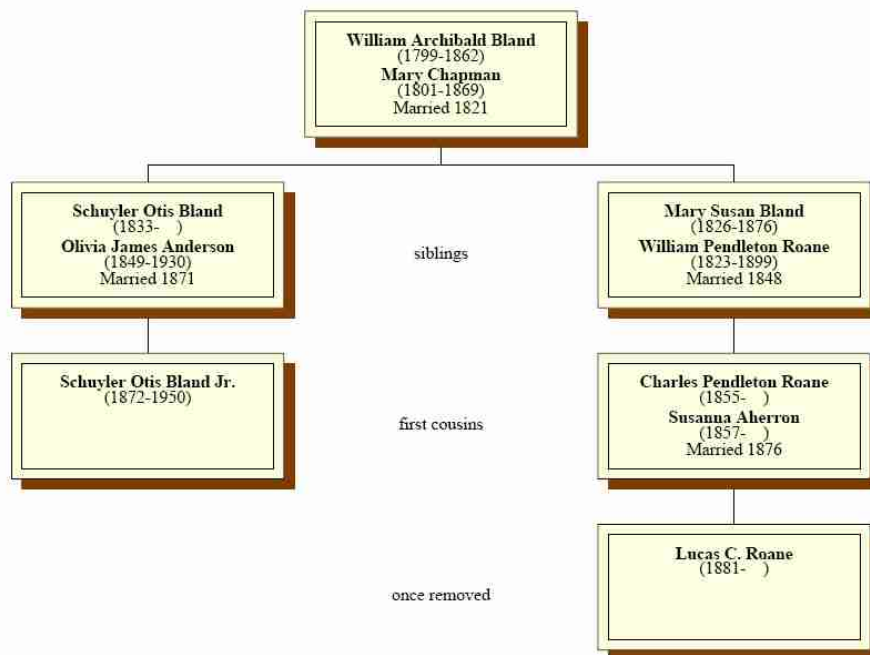 William Archibald Bland
(1799-1862)
Mary Chapman
(1801-1869)
Married 1821
Schuyler Otis Bland
(1833-    )
Olivia James Anderson
(1849-1930)
Married 1871
siblings
Mary Susan Bland
(1826-1876)
William Pendleton Roane
(1823-1899)
Married 1848
Schuyler Otis Bland Jr.
(1872-1950)
first cousins
Charles Pendleton Roane
(1855-    )
Susanna Aherron
(1857-    )
Married 1876
once removed
Lucas C. Roane
(1881-    )